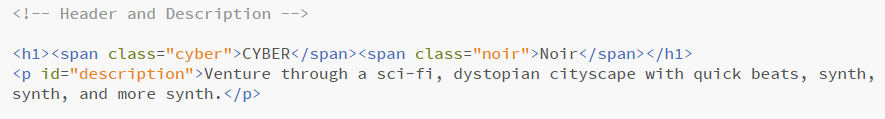 <!-- Header and Description -->
<h1><span class="cyber">CYBER</span><span class="noir">Noir</span></h1>
<p id="description">Venture through a sci-fi, dystopian cityscape with quick beats, synth,
synth, and more synth.</p>